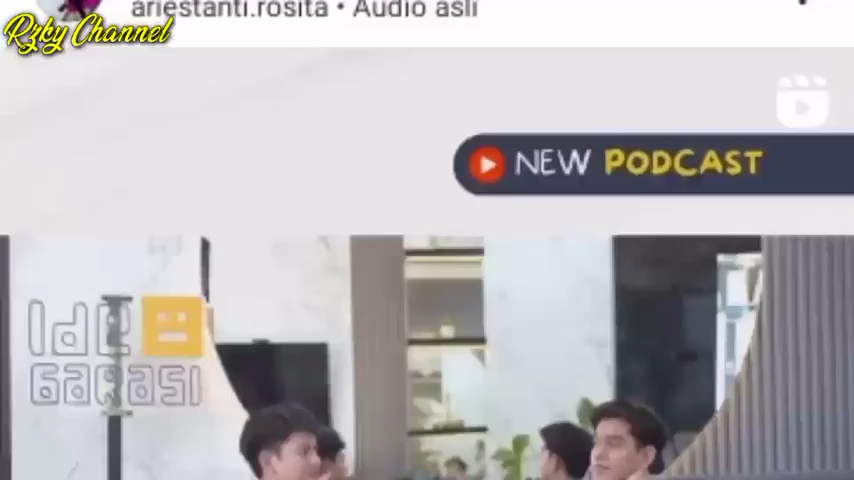 ariestanti.rosita • Audio asli
Rzky Channel
NEW PODCAST
IdE
GaRaSI